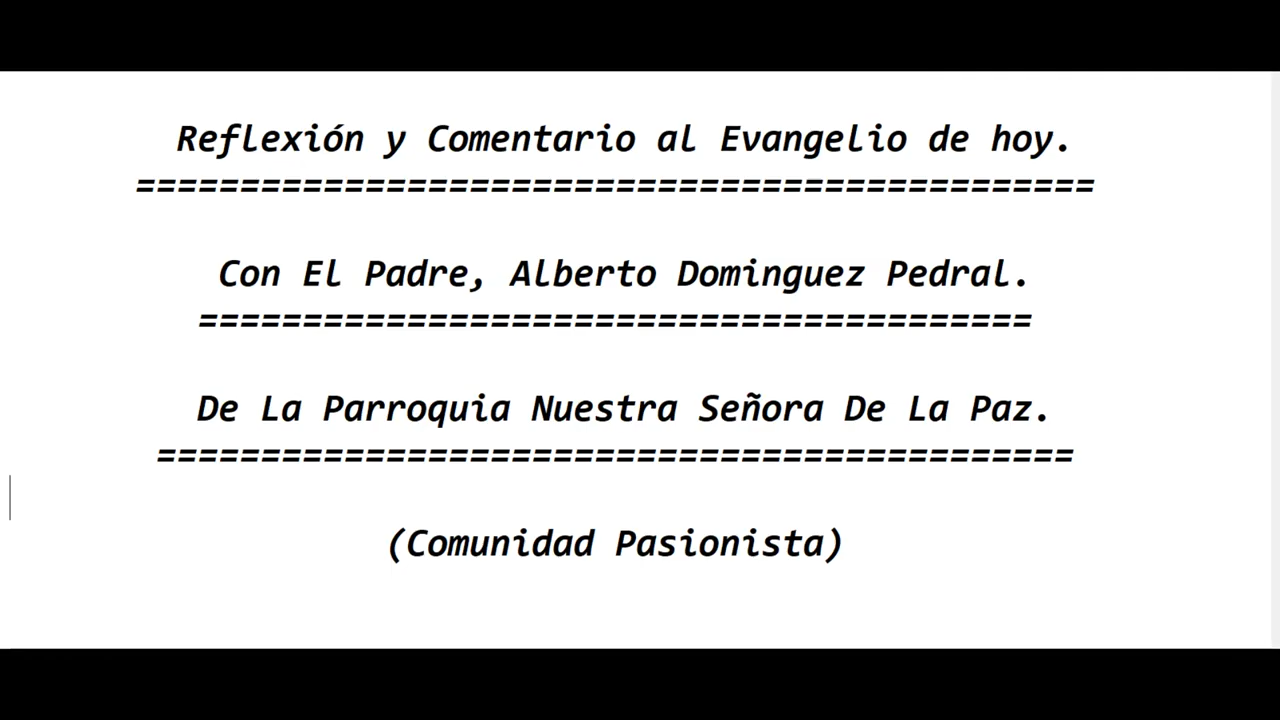 Reflexión y Comentario al Evangelio de hoy.
==============================================
Con El Padre, Alberto Dominguez Pedral.
========================================
De La Parroquia Nuestra Señora De La Paz.
============================================
(Comunidad Pasionista)